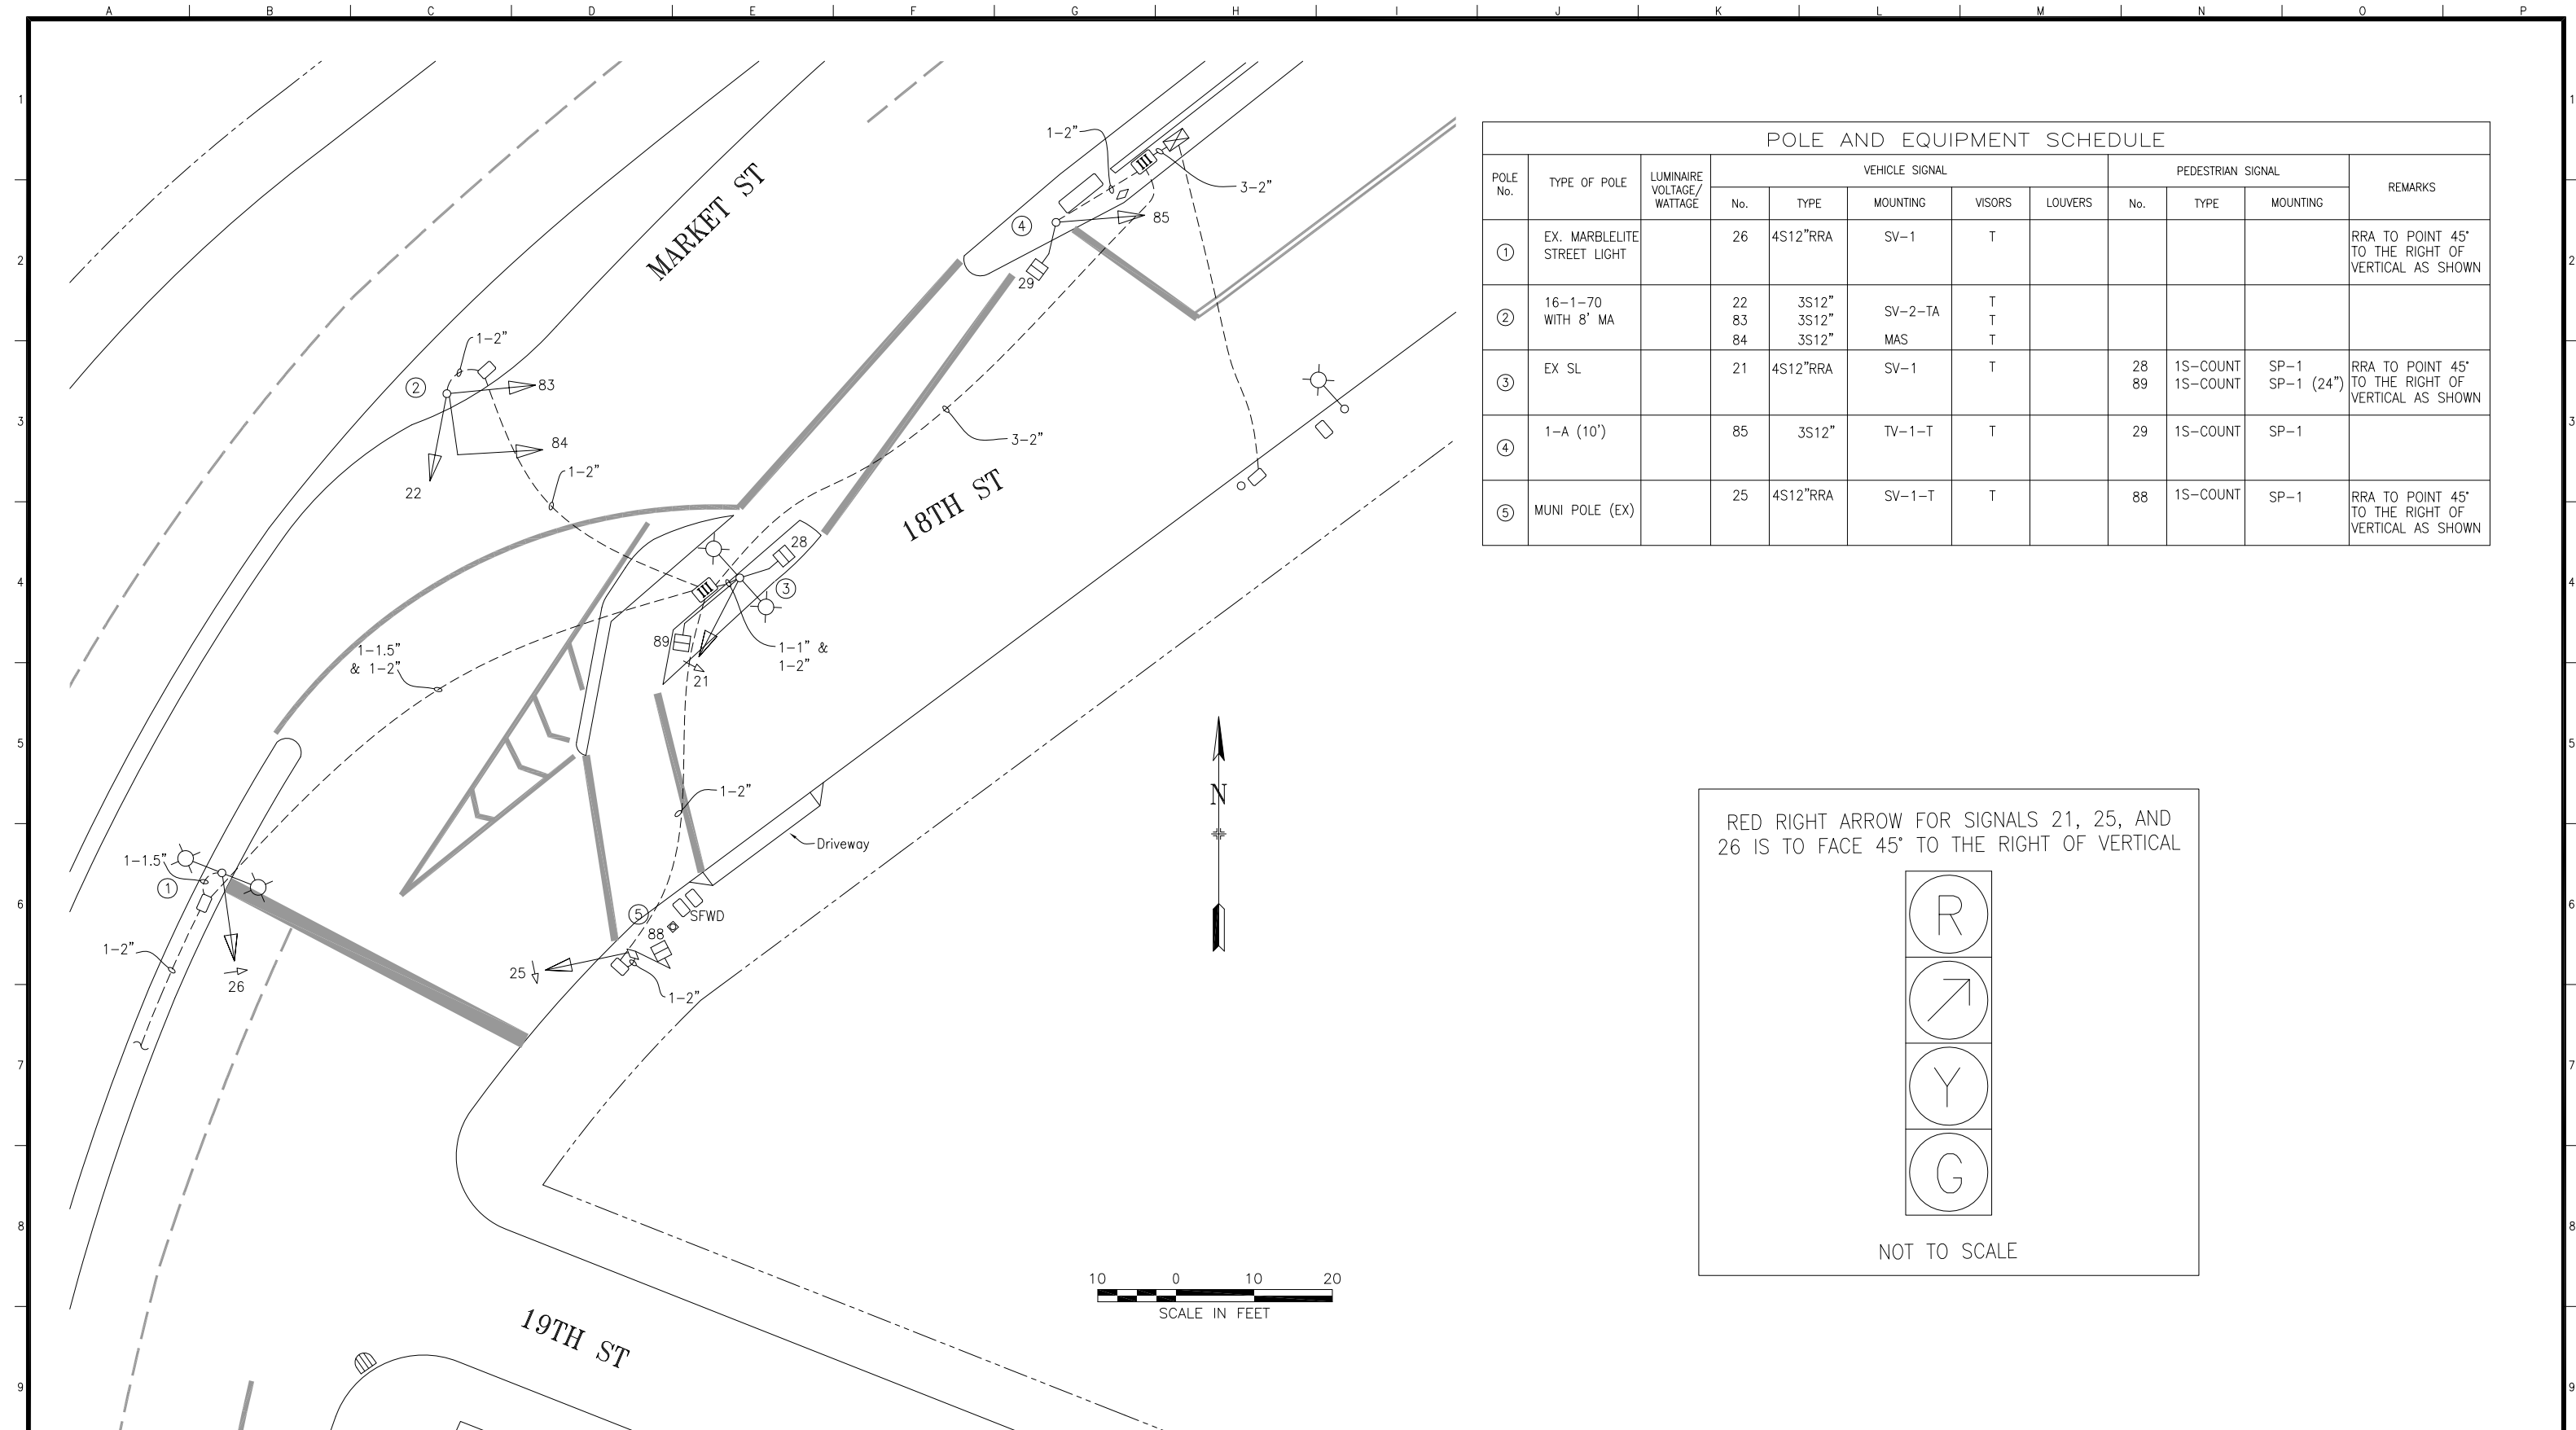 A B C D E F G H I J K L M N O P
1 1
2 2
3 3
4 4
5 5
6 6
7 7
8 8
9 9
MARKET ST
1-2"
3-2"
4
85
29
1-2"
2
83
84
22
1-2"
3-2"
18TH ST
28
3
89
21
1-1" &
1-2"
1-1.5"
& 1-2"
1-2"
Driveway
1-1.5"
1
1-2"
26
5
SFWD
88
25
1-2"
N
10 0 10 20
SCALE IN FEET
19TH ST
POLE AND EQUIPMENT SCHEDULE
POLE No. TYPE OF POLE LUMINAIRE VOLTAGE/ WATTAGE VEHICLE SIGNAL PEDESTRIAN SIGNAL REMARKS
No. TYPE MOUNTING VISORS LOUVERS No. TYPE MOUNTING
1 EX. MARBLELITE 26 4S12"RRA SV-1 T RRA TO POINT 45°
STREET LIGHT TO THE RIGHT OF
VERTICAL AS SHOWN
2 16-1-70 22 3S12" SV-2-TA T
WITH 8' MA 83 3S12" T
84 3S12" MAS T
3 EX SL 21 4S12"RRA SV-1 T 28 1S-COUNT SP-1 RRA TO POINT 45°
89 1S-COUNT SP-1 (24") TO THE RIGHT OF
VERTICAL AS SHOWN
4 1-A (10') 85 3S12" TV-1-T T 29 1S-COUNT SP-1
5 MUNI POLE (EX) 25 4S12"RRA SV-1-T T 88 1S-COUNT SP-1 RRA TO POINT 45°
TO THE RIGHT OF
VERTICAL AS SHOWN
RED RIGHT ARROW FOR SIGNALS 21, 25, AND
26 IS TO FACE 45° TO THE RIGHT OF VERTICAL
R
Y
G
NOT TO SCALE